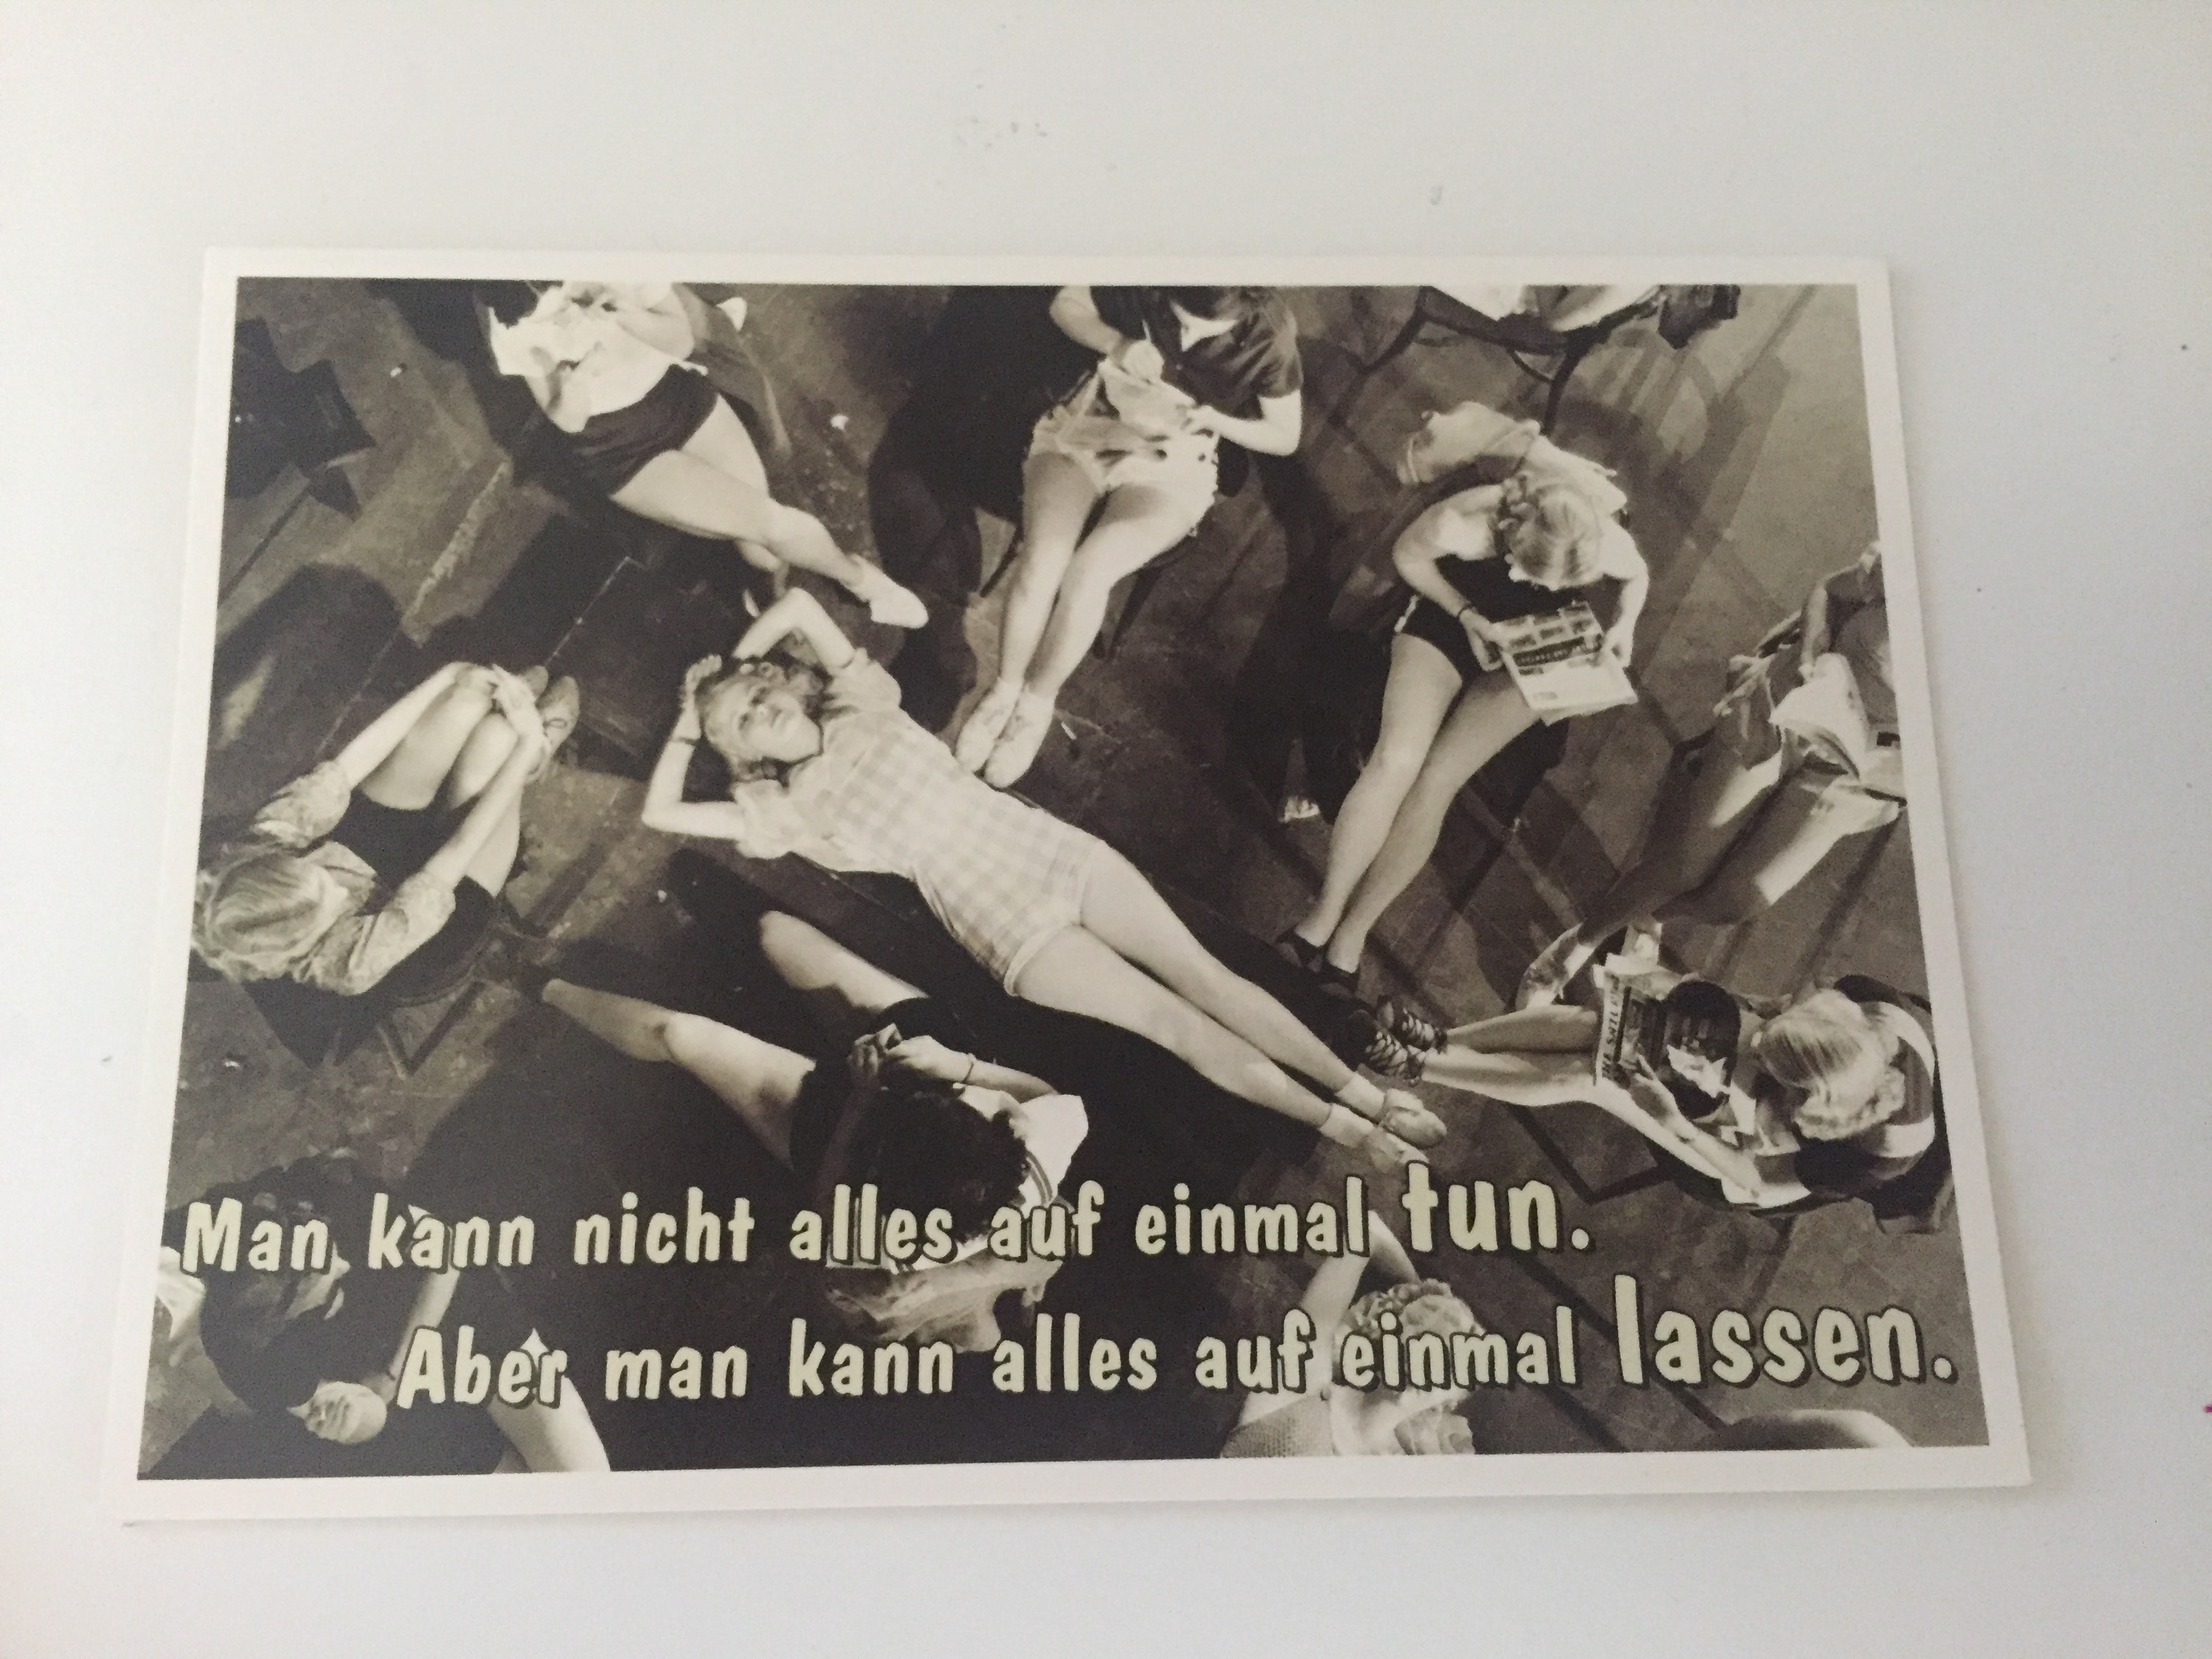 Man kann nicht alles auf einmal tun.
Aber man kann alles auf einmal lassen.